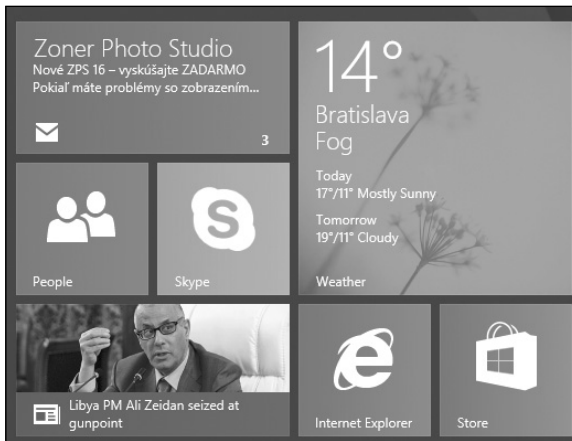 Zoner Photo Studio
Nové ZPS 16 – vyskúšajte ZADARMO
Pokiaľ máte problémy so zobrazením...
3
14°
Bratislava
Fog
Today
17°/11° Mostly Sunny
Tomorrow
19°/11° Cloudy
Weather
People
S
Skype
Libya PM Ali Zeidan seized at
gunpoint
Internet Explorer
Store